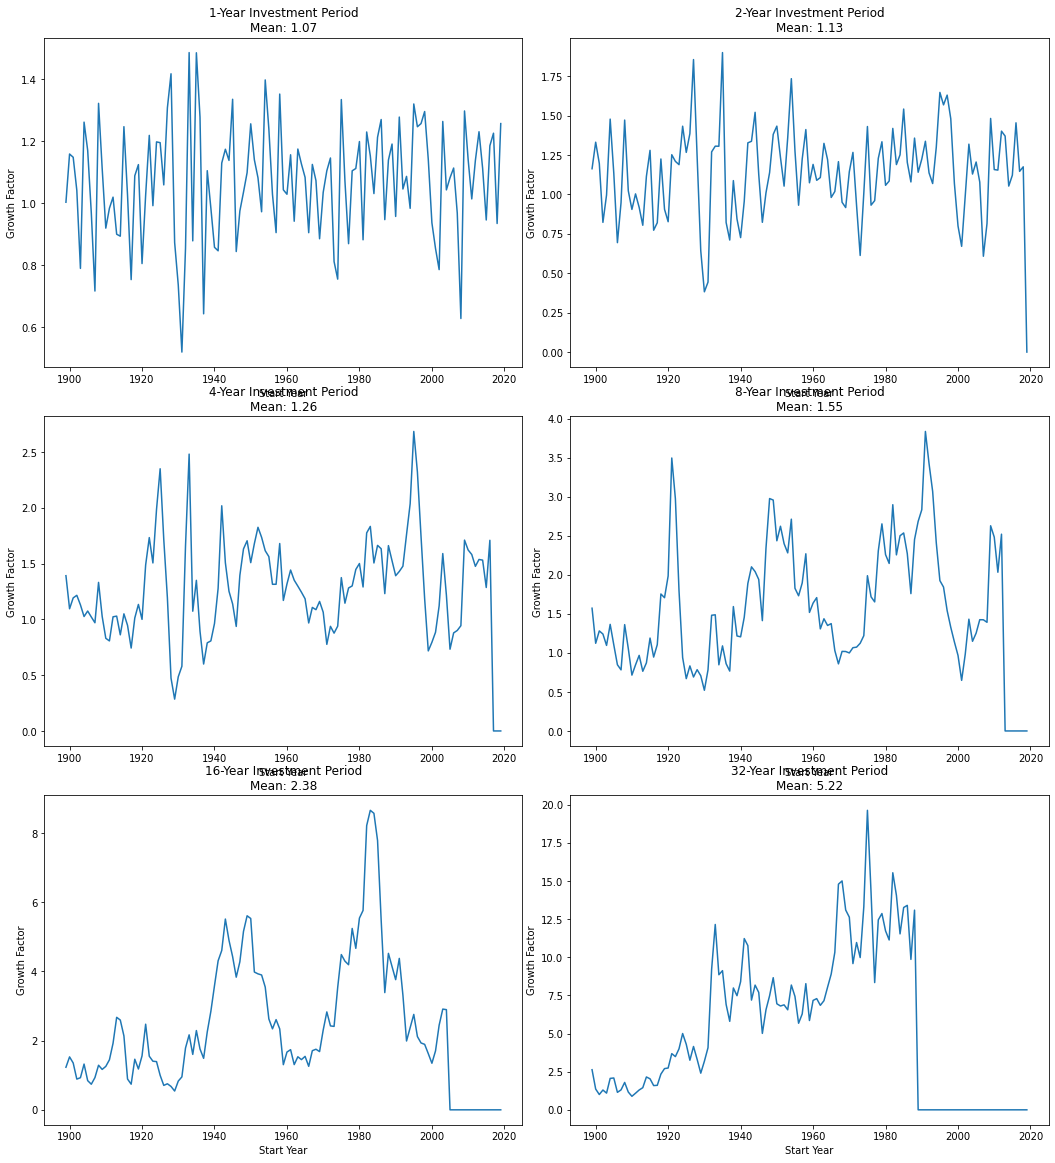 1-Year Investment Period
Mean: 1.07
Growth Factor
1.4
1.2
1.0
0.8
0.6
1900 1920 1940 1960 1980 2000 2020
Start Year
2-Year Investment Period
Mean: 1.13
Growth Factor
1.75
1.50
1.25
1.00
0.75
0.50
0.25
0.00
1900 1920 1940 1960 1980 2000 2020
Start Year
4-Year Investment Period
Mean: 1.26
Growth Factor
2.5
2.0
1.5
1.0
0.5
0.0
1900 1920 1940 1960 1980 2000 2020
Start Year
8-Year Investment Period
Mean: 1.55
Growth Factor
4.0
3.5
3.0
2.5
2.0
1.5
1.0
0.5
0.0
1900 1920 1940 1960 1980 2000 2020
Start Year
16-Year Investment Period
Mean: 2.38
Growth Factor
8
6
4
2
0
1900 1920 1940 1960 1980 2000 2020
Start Year
32-Year Investment Period
Mean: 5.22
Growth Factor
20.0
17.5
15.0
12.5
10.0
7.5
5.0
2.5
0.0
1900 1920 1940 1960 1980 2000 2020
Start Year